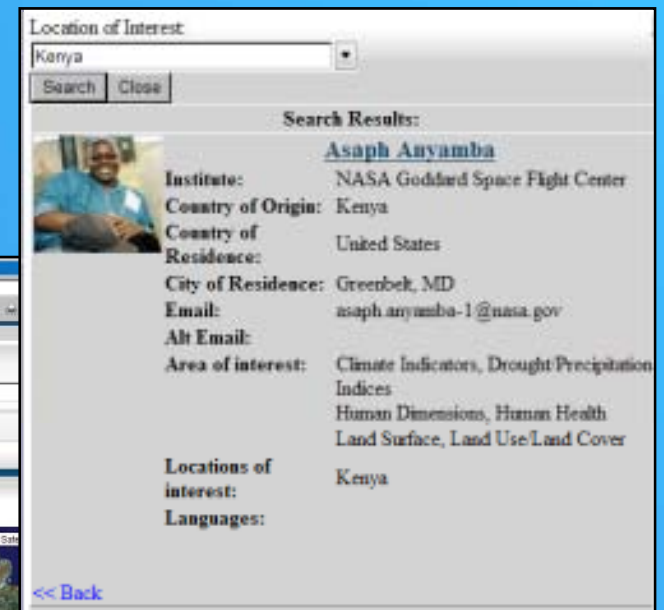 Location of Interest:
Kenya
Search Close
Search Results:
Asaph Anyamba
Institute: NASA Goddard Space Flight Center
Country of Origin: Kenya
Country of Residence: United States
City of Residence: Greenbelt, MD
Email: asaph.anyamba-1@nasa.gov
Alt Email:
Area of interest: Climate Indicators, Drought/Precipitation
Indices
Human Dimensions, Human Health
Land Surface, Land Use/Land Cover
Locations of interest: Kenya
Languages:
<< Back